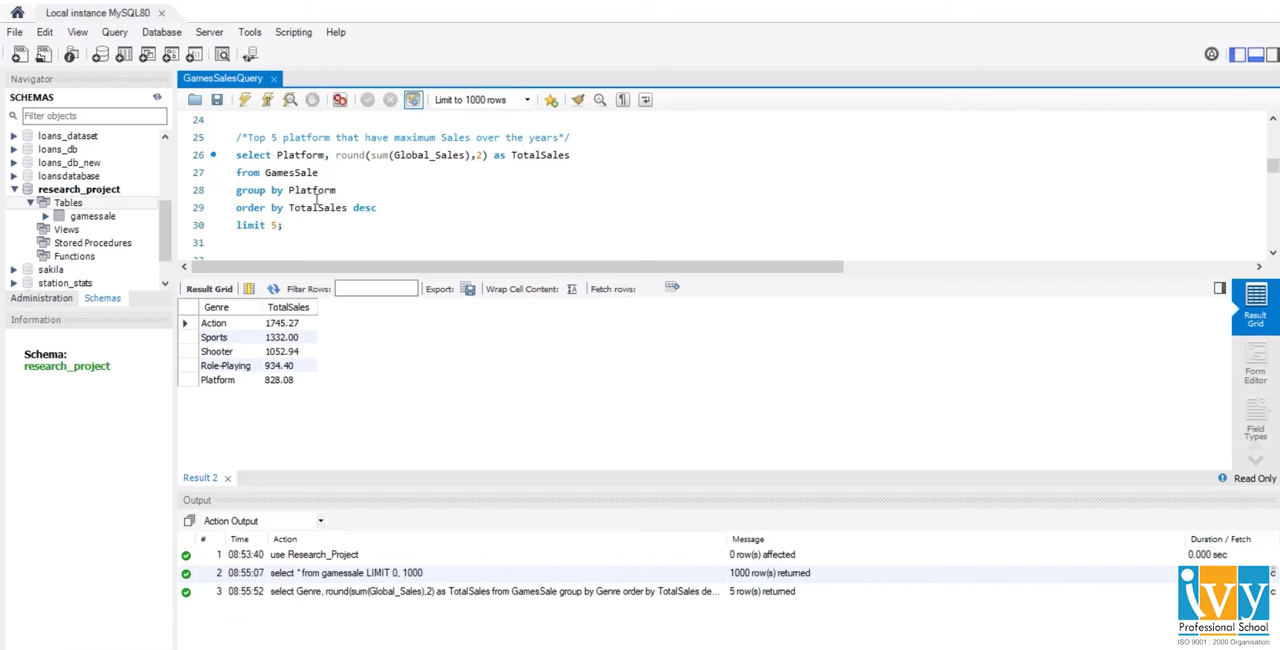 Local instance MySQL80
File Edit View Query Database Server Tools Scripting Help
Navigator
SCHEMAS
Filter objects
loans_dataset
loans_db
loans_db_new
loansdatabase
research_project
Tables
gamessale
Views
Stored Procedures
Functions
sakila
station_stats
Administration Schemas
Information
Schema:
research_project
GamesSalesQuery
Limit to 1000 rows
24
25 /*Top 5 platform that have maximum Sales over the years*/
26 select Platform, round(sum(Global_Sales),2) as TotalSales
27 from GamesSale
28 group by Platform
29 order by TotalSales desc
30 limit 5;
31
Result Grid Filter Rows: Export: Wrap Cell Content: Fetch rows:
Genre TotalSales
Action 1745.27
Sports 1332.00
Shooter 1052.94
Role-Playing 934.40
Platform 828.08
Result Grid
Form Editor
Field Types
Result 2
Read Only
Output
Action Output
# Time Action Message Duration / Fetch
1 08:53:40 use Research_Project 0 row(s) affected 0.000 sec
2 08:55:07 select * from gamessale LIMIT 0, 1000 1000 row(s) returned
3 08:55:52 select Genre, round(sum(Global_Sales),2) as TotalSales from GamesSale group by Genre order by TotalSales de... 5 row(s) returned
ivy
Professional School
ISO 9001 : 2000 Organisation